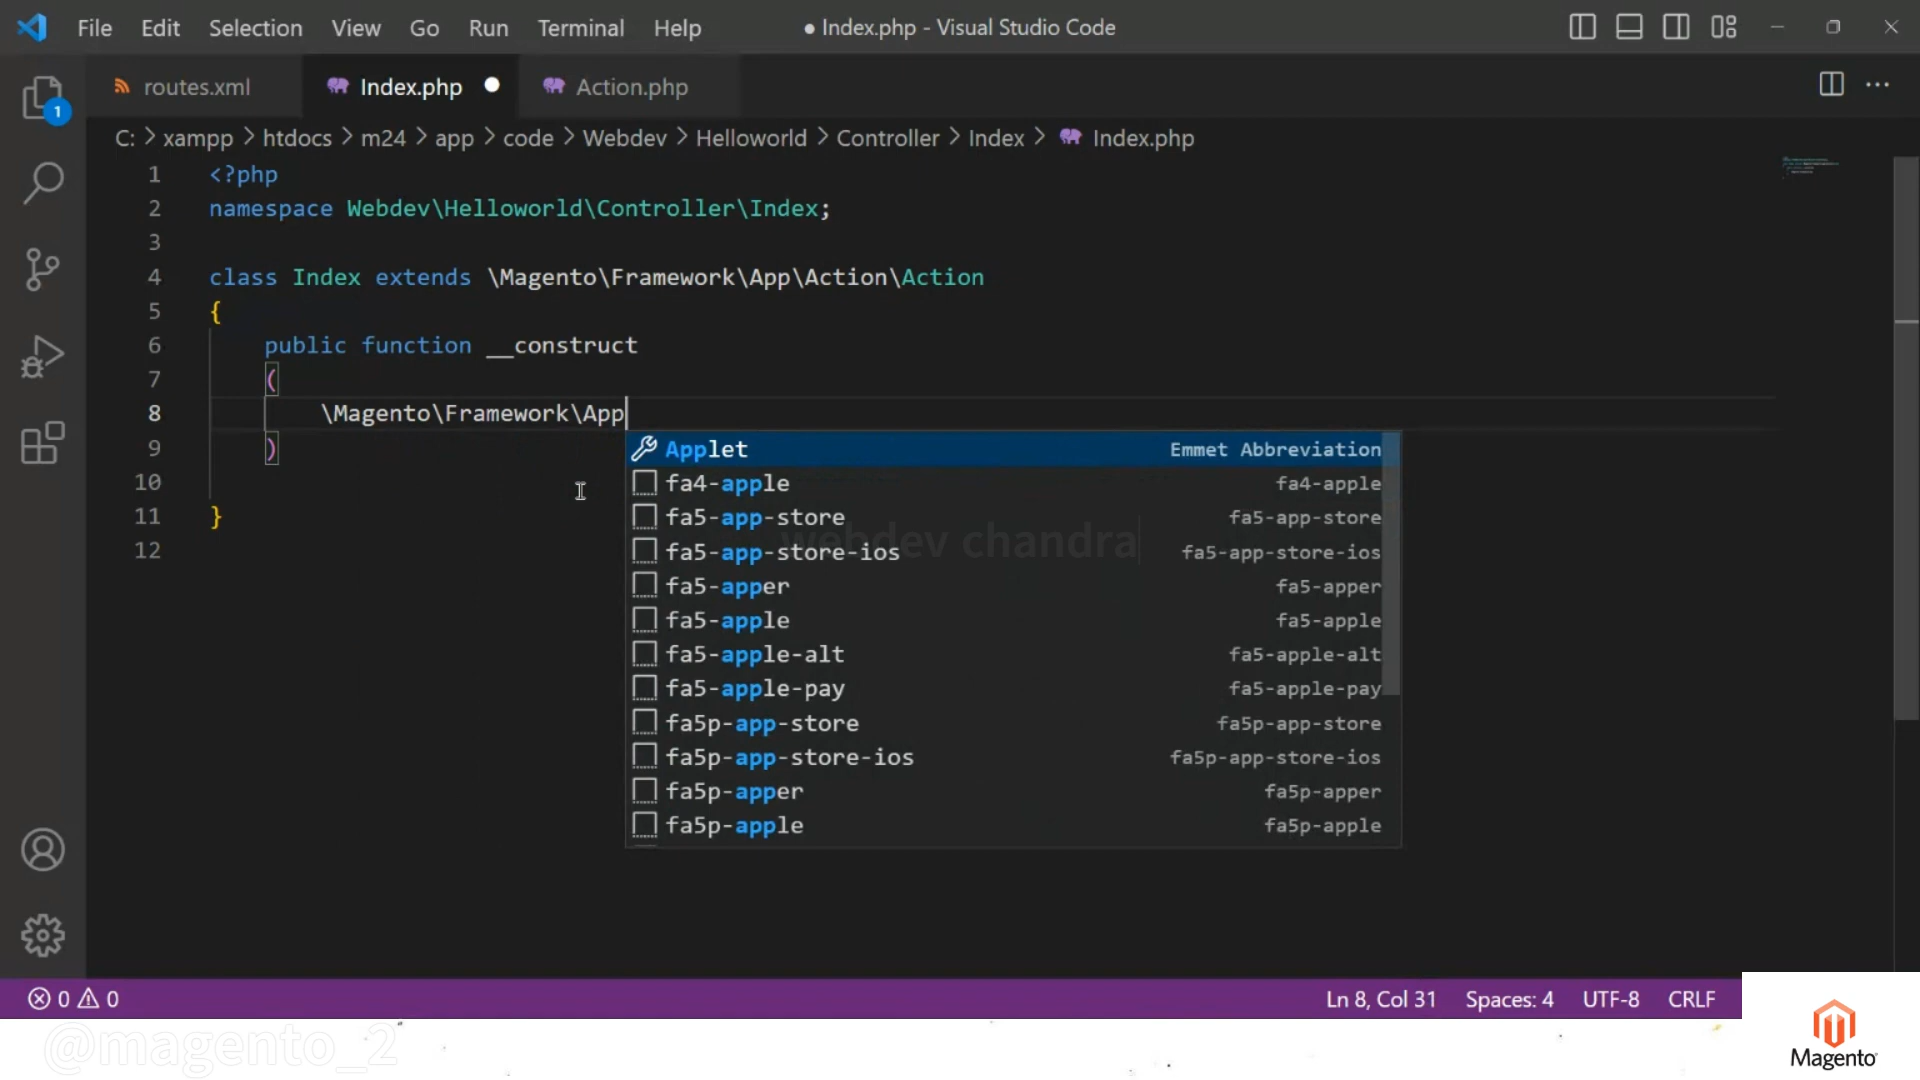 File Edit Selection View Go Run Terminal Help ● Index.php - Visual Studio Code
1 routes.xml Index.php Action.php
C: > xampp > htdocs > m24 > app > code > Webdev > Helloworld > Controller > Index > Index.php
1 <?php
2 namespace Webdev\Helloworld\Controller\Index;
3
4 class Index extends \Magento\Framework\App\Action\Action
5 {
6 public function __construct
7 (
8 \Magento\Framework\App
9 )
10
11 }
12
Applet Emmet Abbreviation
fa4-apple fa4-apple
fa5-app-store fa5-app-store
fa5-app-store-ios fa5-app-store-ios
fa5-apper fa5-apper
fa5-apple fa5-apple
fa5-apple-alt fa5-apple-alt
fa5-apple-pay fa5-apple-pay
fa5p-app-store fa5p-app-store
fa5p-app-store-ios fa5p-app-store-ios
fa5p-apper fa5p-apper
fa5p-apple fa5p-apple
webdev chandra
0 0 Ln 8, Col 31 Spaces: 4 UTF-8 CRLF
@magento_2
Magento